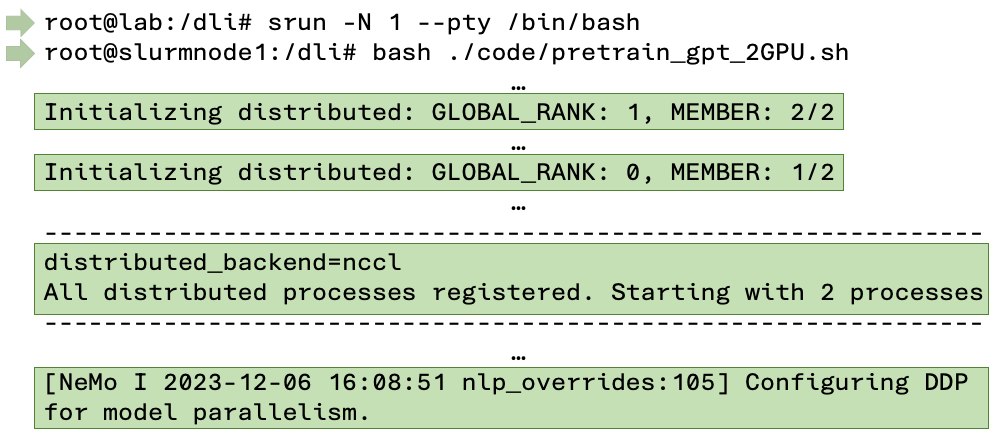 root@lab:/dli# srun -N 1 --pty /bin/bash
root@slurmnode1:/dli# bash ./code/pretrain_gpt_2GPU.sh
…
Initializing distributed: GLOBAL_RANK: 1, MEMBER: 2/2
…
Initializing distributed: GLOBAL_RANK: 0, MEMBER: 1/2
…
----------------------------------------------------------------
distributed_backend=nccl
All distributed processes registered. Starting with 2 processes
----------------------------------------------------------------
…
[NeMo I 2023-12-06 16:08:51 nlp_overrides:105] Configuring DDP
for model parallelism.